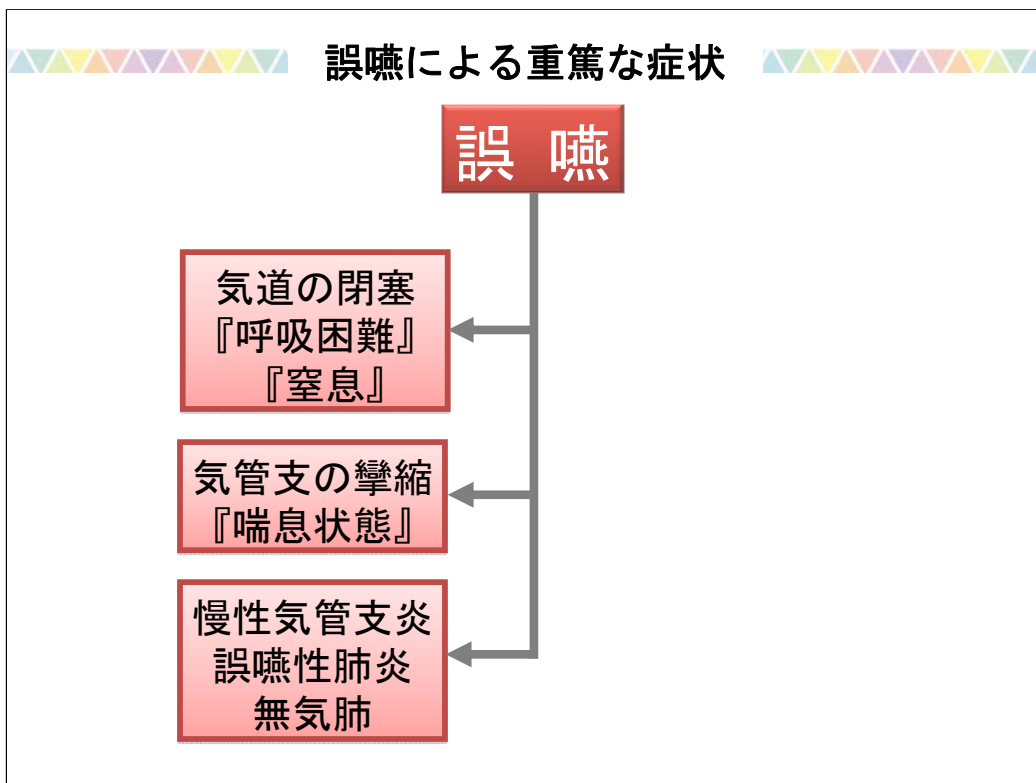 誤嚥による重篤な症状
誤 嚥
気道の閉塞
『呼吸困難』
『窒息』
気管支の攣縮
『喘息状態』
慢性気管支炎
誤嚥性肺炎
無気肺